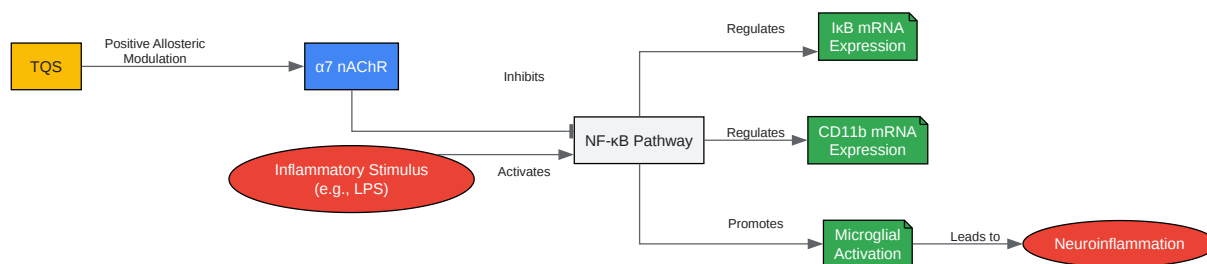 TQS
Positive Allosteric
Modulation
α7 nAChR
Inhibits
Inflammatory Stimulus
(e.g., LPS)
Activates
NF-κB Pathway
Regulates
IκB mRNA
Expression
Regulates
CD11b mRNA
Expression
Promotes
Microglial
Activation
Leads to
Neuroinflammation